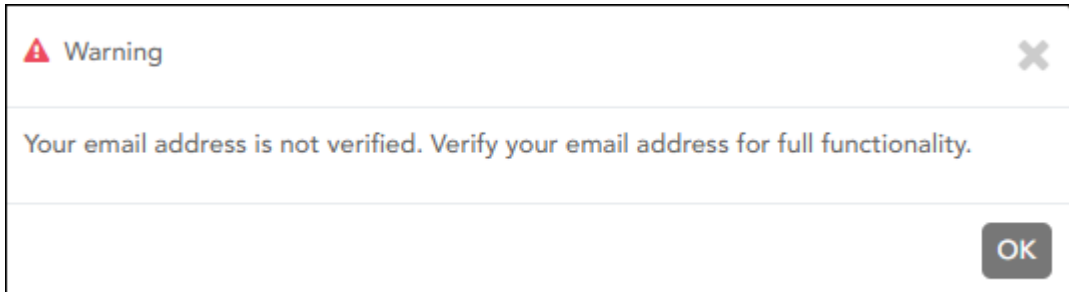 Warning
Your email address is not verified. Verify your email address for full functionality.
OK